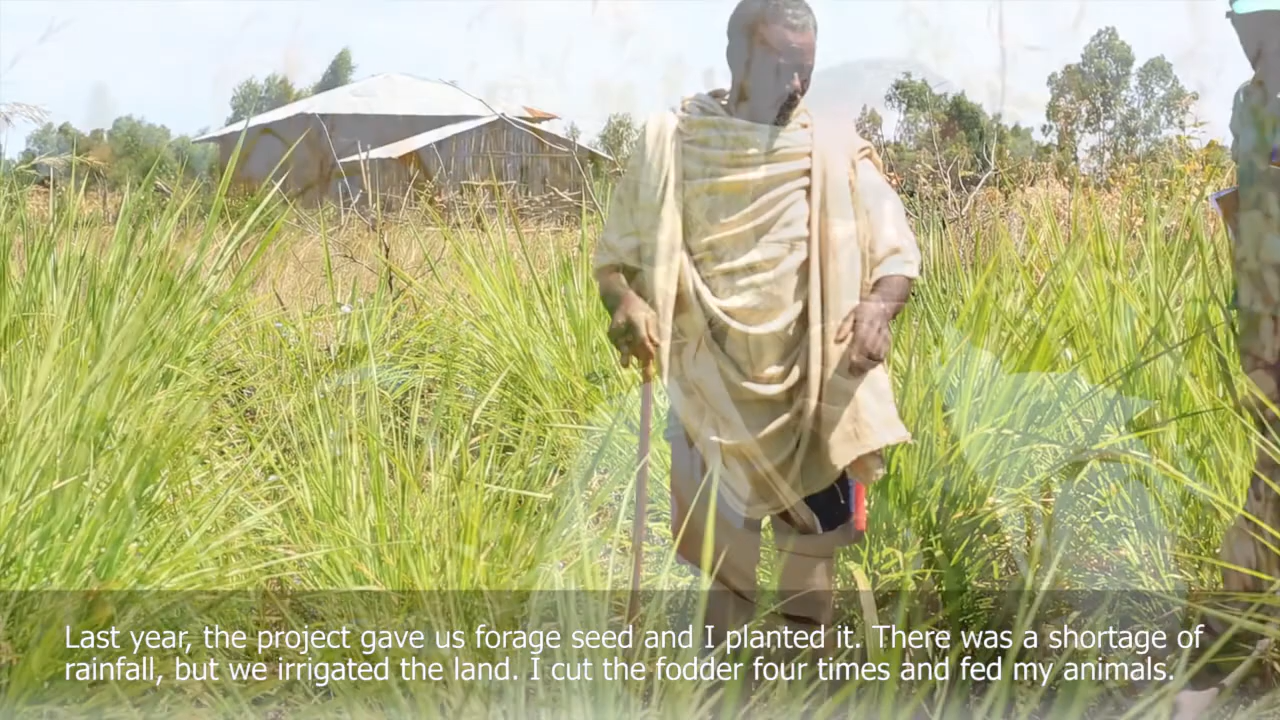 Last year, the project gave us forage seed and I planted it. There was a shortage of
rainfall, but we irrigated the land. I cut the fodder four times and fed my animals.